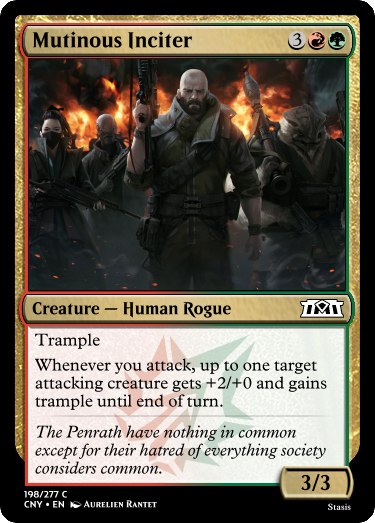 Mutinous Inciter 3
Creature — Human Rogue
Trample
Whenever you attack, up to one target
attacking creature gets +2/+0 and gains
trample until end of turn.
The Penrath have nothing in common
except for their hatred of everything society
considers common.
3/3
198/277 C
CNY • EN Aurelien Rantet
Stasis